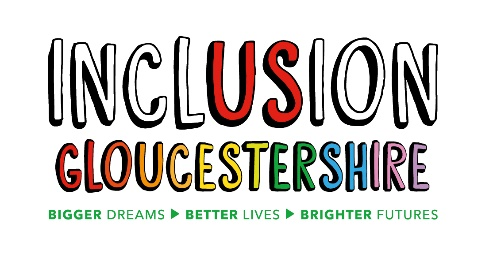 INCLUSION
GLOUCESTERSHIRE
BIGGER DREAMS ▶ BETTER LIVES ▶ BRIGHTER FUTURES